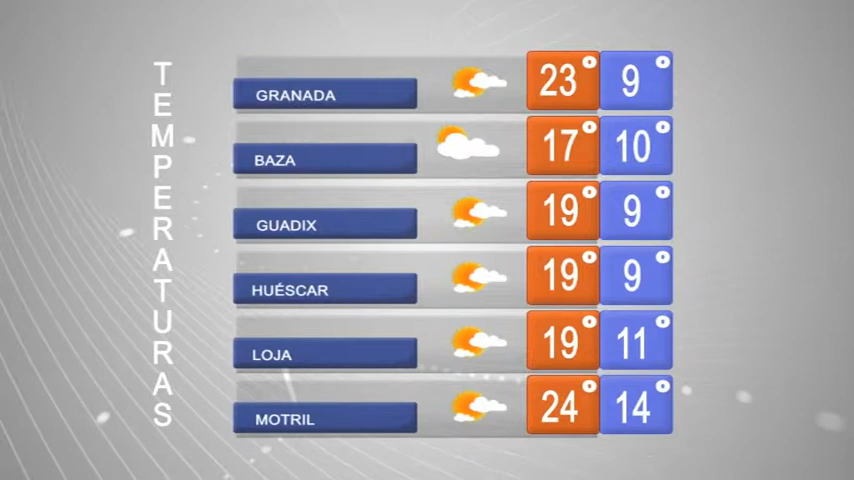 TEMPERATURAS
GRANADA 23° 9°
BAZA 17° 10°
GUADIX 19° 9°
HUÉSCAR 19° 9°
LOJA 19° 11°
MOTRIL 24° 14°